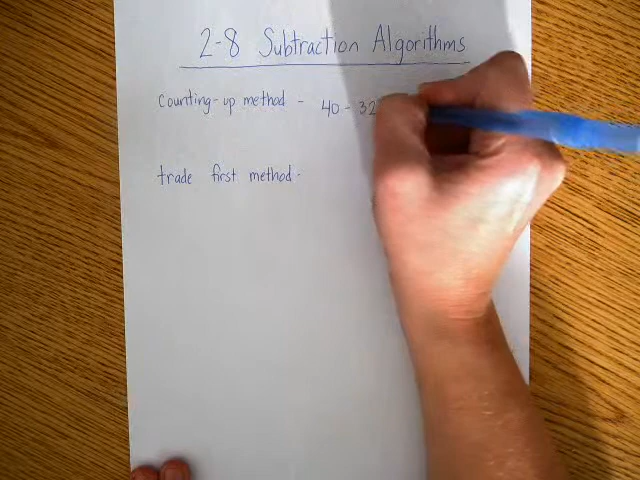 2-8 Subtraction Algorithms
Counting-up method - 40 - 32
trade first method -